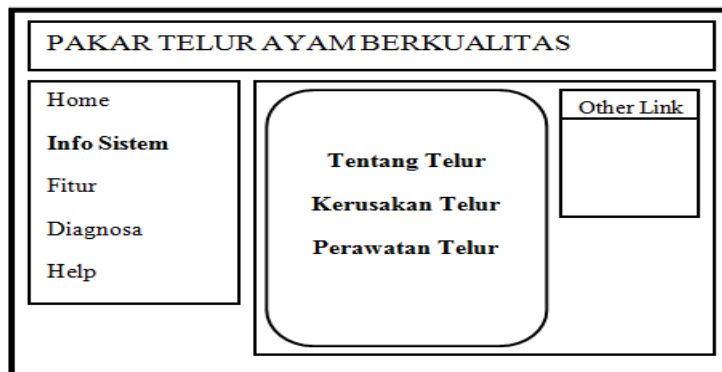 PAKAR TELUR AYAM BERKUALITAS
Home
Info Sistem
Fitur
Diagnosa
Help
Tentang Telur
Kerusakan Telur
Perawatan Telur
Other Link